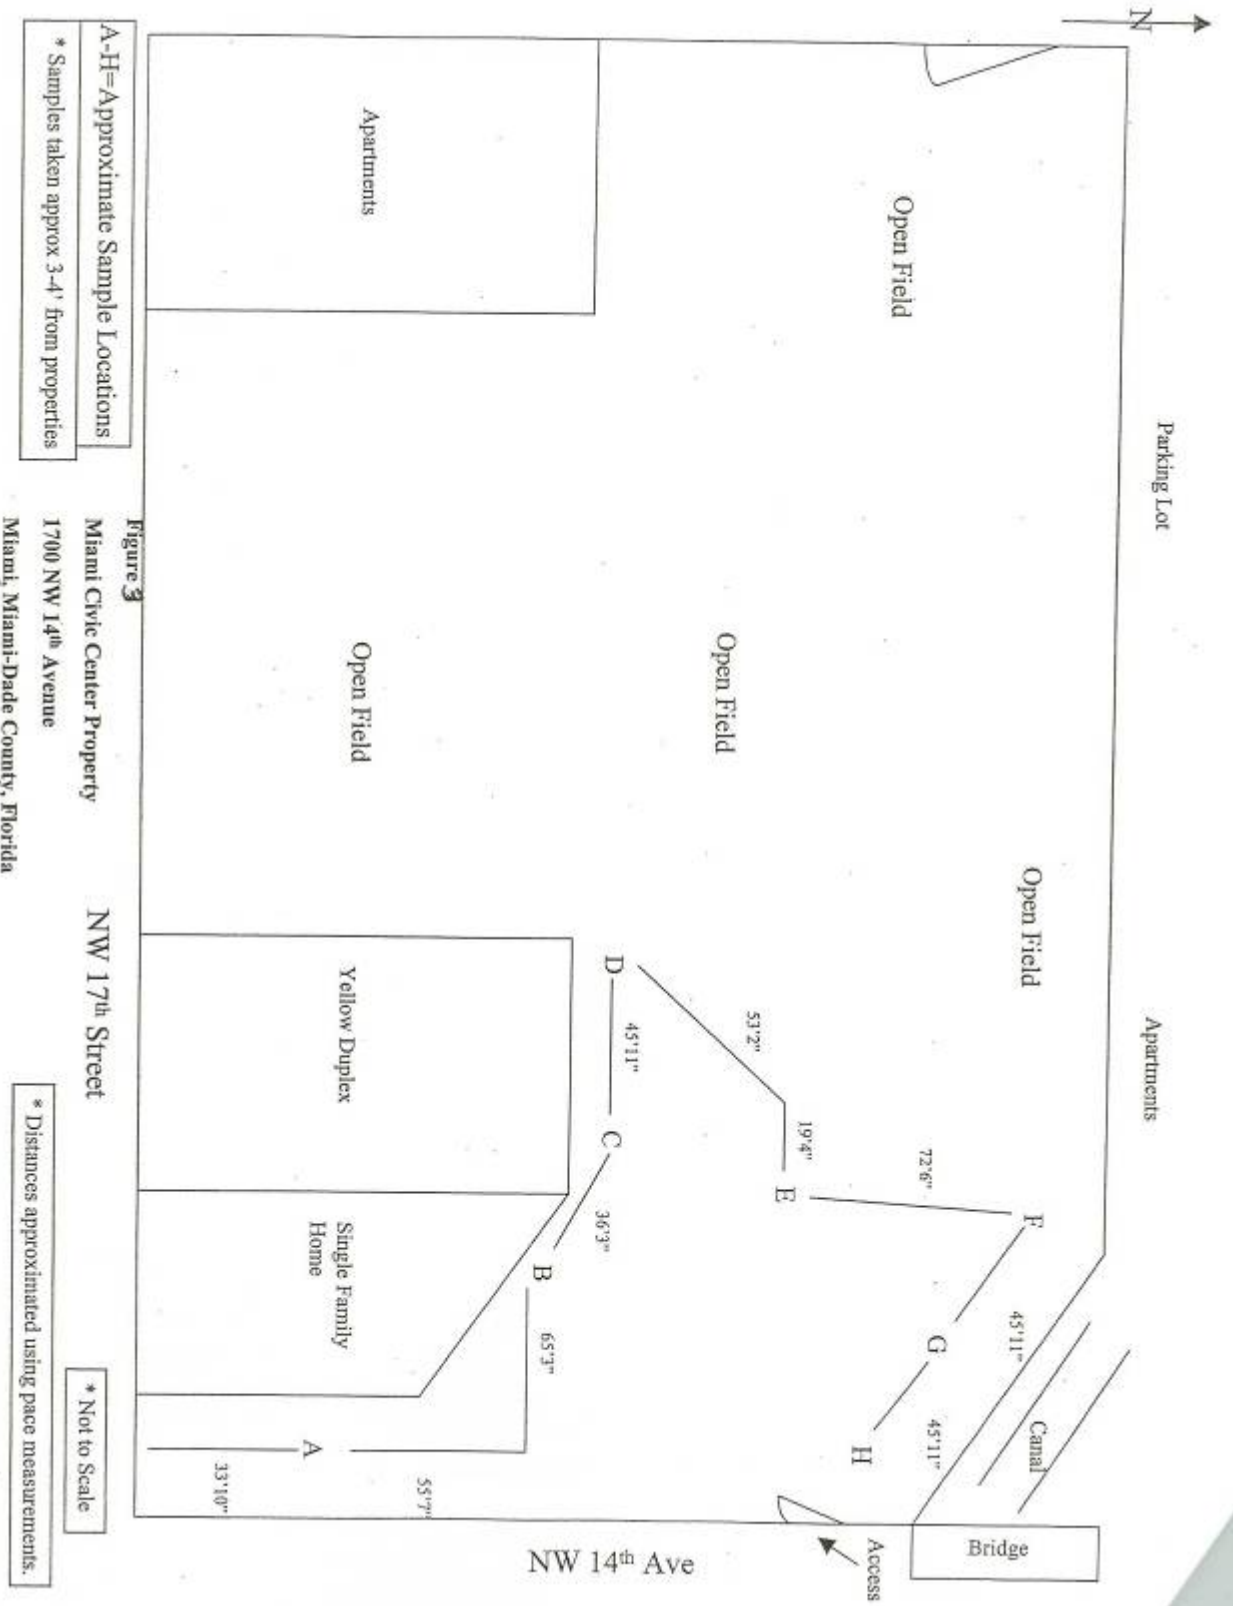 N
Parking Lot
Apartments
Canal
Bridge
Open Field
Open Field
F
45'11"
G
45'11"
H
Access
72'6"
Open Field
53'2"
19'4"
E
NW 14th Ave
D
45'11"
C
36'3"
B
65'3"
Apartments
Open Field
Yellow Duplex
Single Family
Home
55'7"
A
33'10"
A-H=Approximate Sample Locations
* Samples taken approx 3-4' from properties
Figure 3
Miami Civic Center Property
1700 NW 14th Avenue
Miami, Miami-Dade County, Florida
NW 17th Street
* Not to Scale
* Distances approximated using pace measurements.